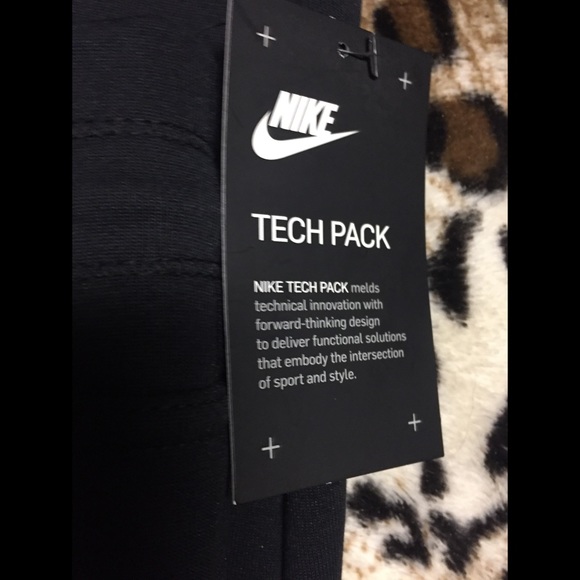 NIKE
TECH PACK
NIKE TECH PACK melds
technical innovation with
forward-thinking design
to deliver functional solutions
that embody the intersection
of sport and style.